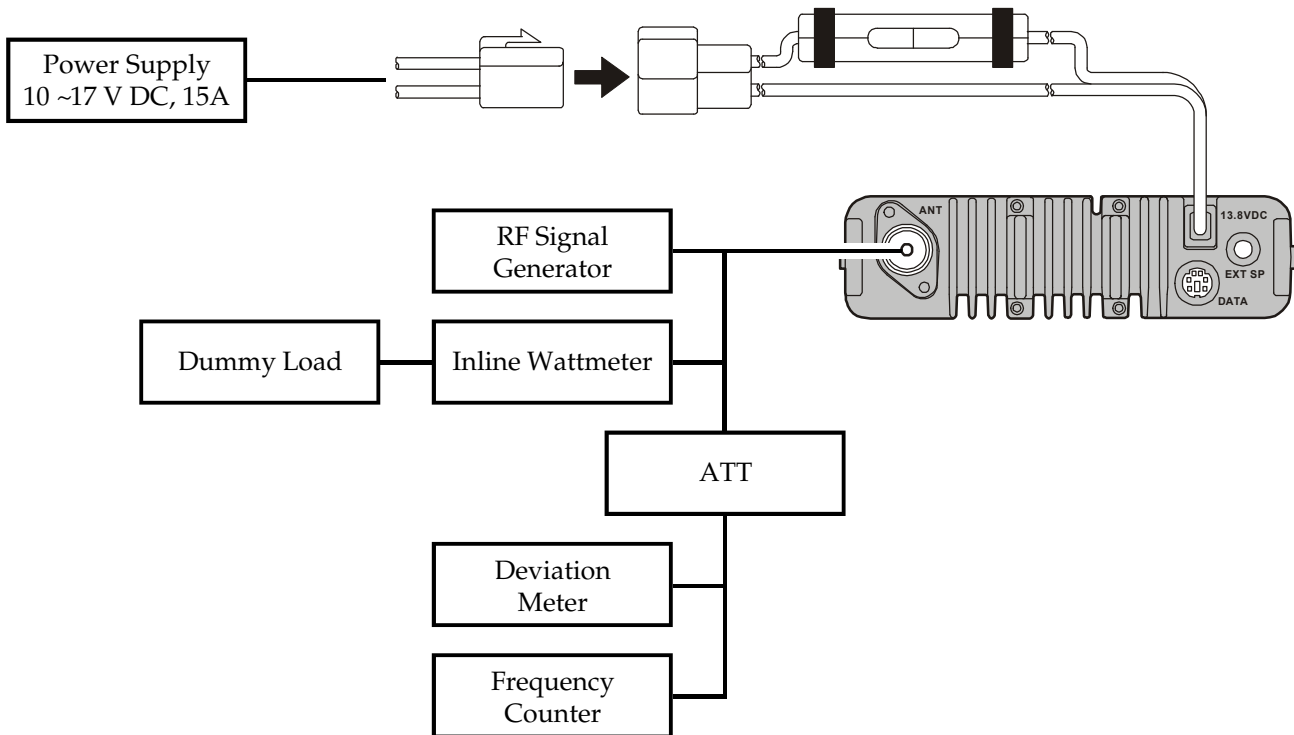 Power Supply
10 ~17 V DC, 15A
ANT
13.8VDC
EXT SP
DATA
RF Signal
Generator
Dummy Load
Inline Wattmeter
ATT
Deviation
Meter
Frequency
Counter